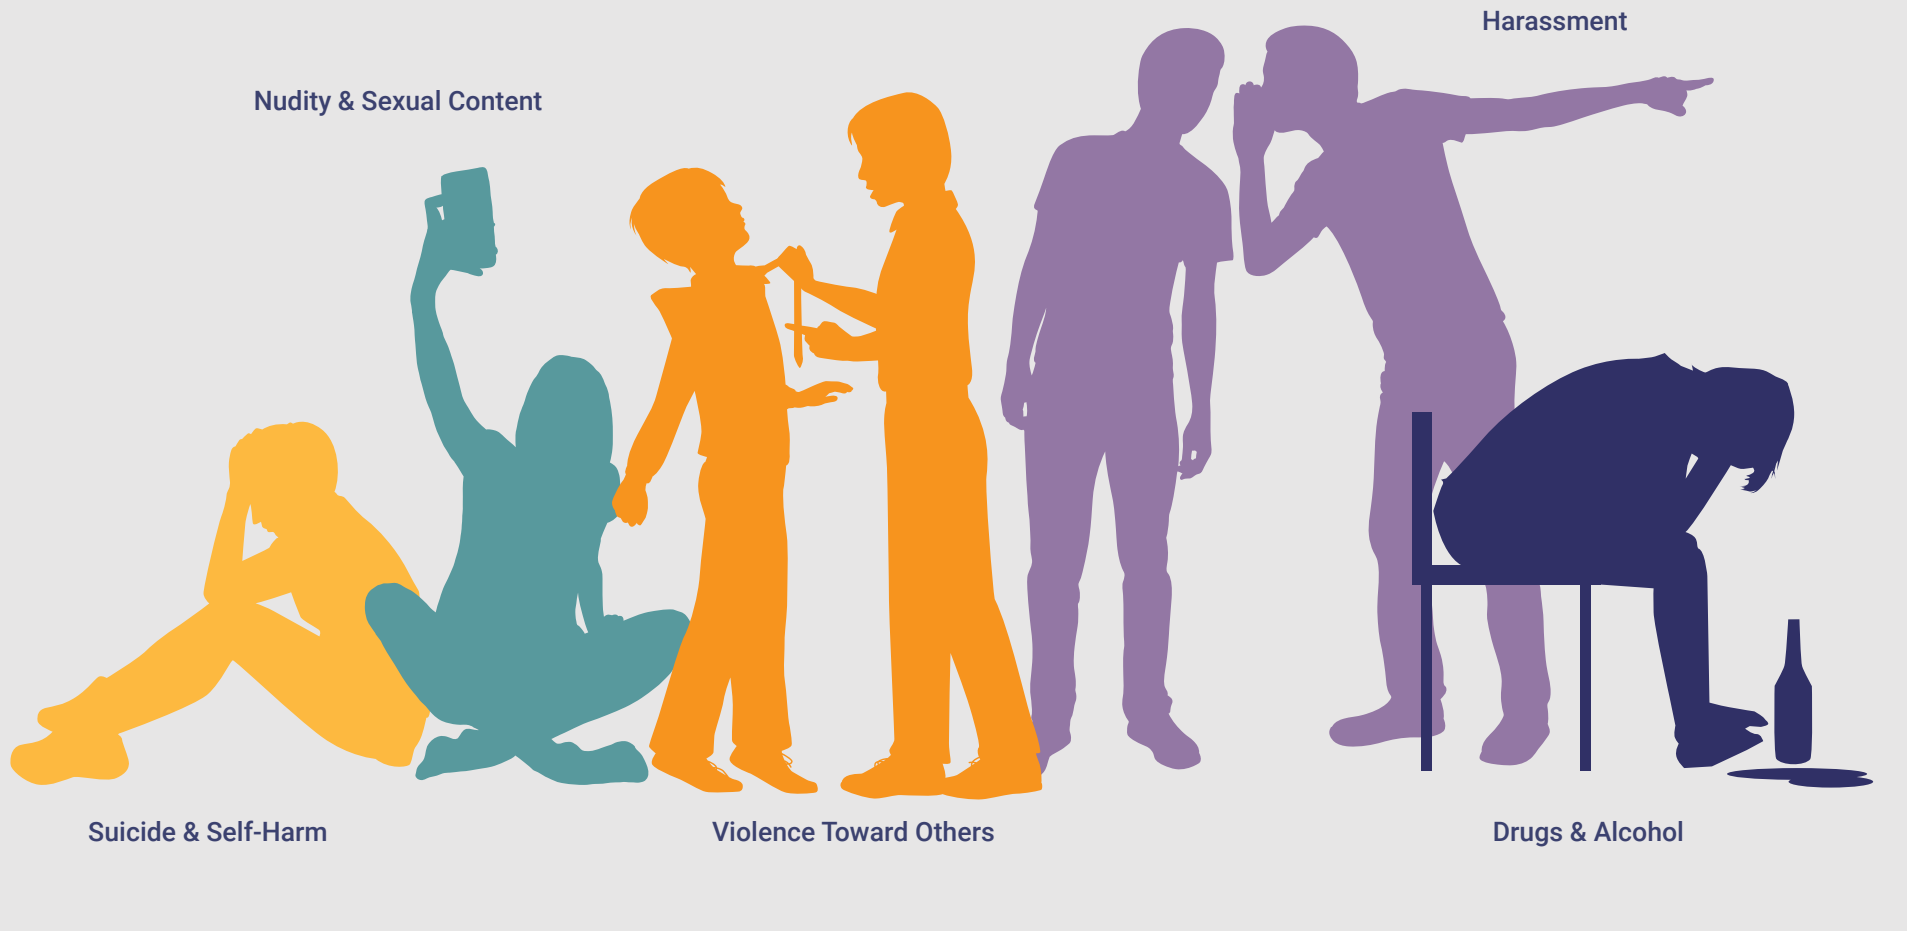 Harassment
Nudity & Sexual Content
Suicide & Self-Harm
Violence Toward Others
Drugs & Alcohol